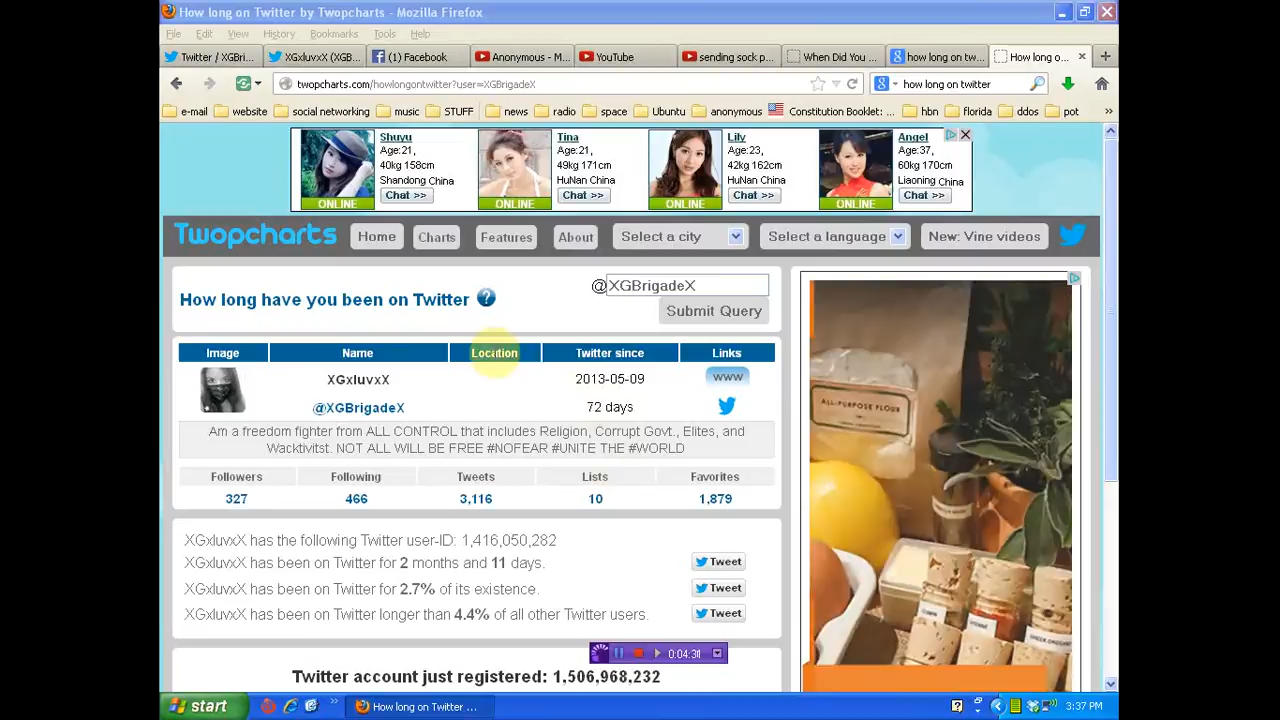 How long on Twitter by Twopcharts - Mozilla Firefox
File Edit View History Bookmarks Tools Help
Twitter / XGBri... XGxluvxX (XGB... (1) Facebook Anonymous - M... YouTube sending sock p... When Did You ... how long on tw... How long o...
twopcharts.com/howlongontwitter?user=XGBrigadeX how long on twitter
e-mail website social networking music STUFF news radio space Ubuntu anonymous Constitution Booklet:... hbn florida ddos pot
Shuyu Tina Lily Angel
Age:21, Age:21, Age:23, Age:37,
40kg 158cm 49kg 171cm 42kg 162cm 60kg 170cm
Shandong China HuNan China HuNan China Liaoning China
Chat >> Chat >> Chat >> Chat >>
ONLINE ONLINE ONLINE ONLINE
Twopcharts Home Charts Features About Select a city Select a language New: Vine videos
@XGBrigadeX
How long have you been on Twitter ?
Submit Query
Image Name Location Twitter since Links
XGxluvxX 2013-05-09 www
@XGBrigadeX 72 days
Am a freedom fighter from ALL CONTROL that includes Religion, Corrupt Govt., Elites, and
Wacktivitst. NOT ALL WILL BE FREE #NOFEAR #UNITE THE #WORLD
Followers Following Tweets Lists Favorites
327 466 3,116 10 1,879
XGxluvxX has the following Twitter user-ID: 1,416,050,282
XGxluvxX has been on Twitter for 2 months and 11 days. Tweet
XGxluvxX has been on Twitter for 2.7% of its existence. Tweet
XGxluvxX has been on Twitter longer than 4.4% of all other Twitter users. Tweet
0:04:31
Twitter account just registered: 1,506,968,232
ALL-PURPOSE FLOUR
start How long on Twitter ... 3:37 PM